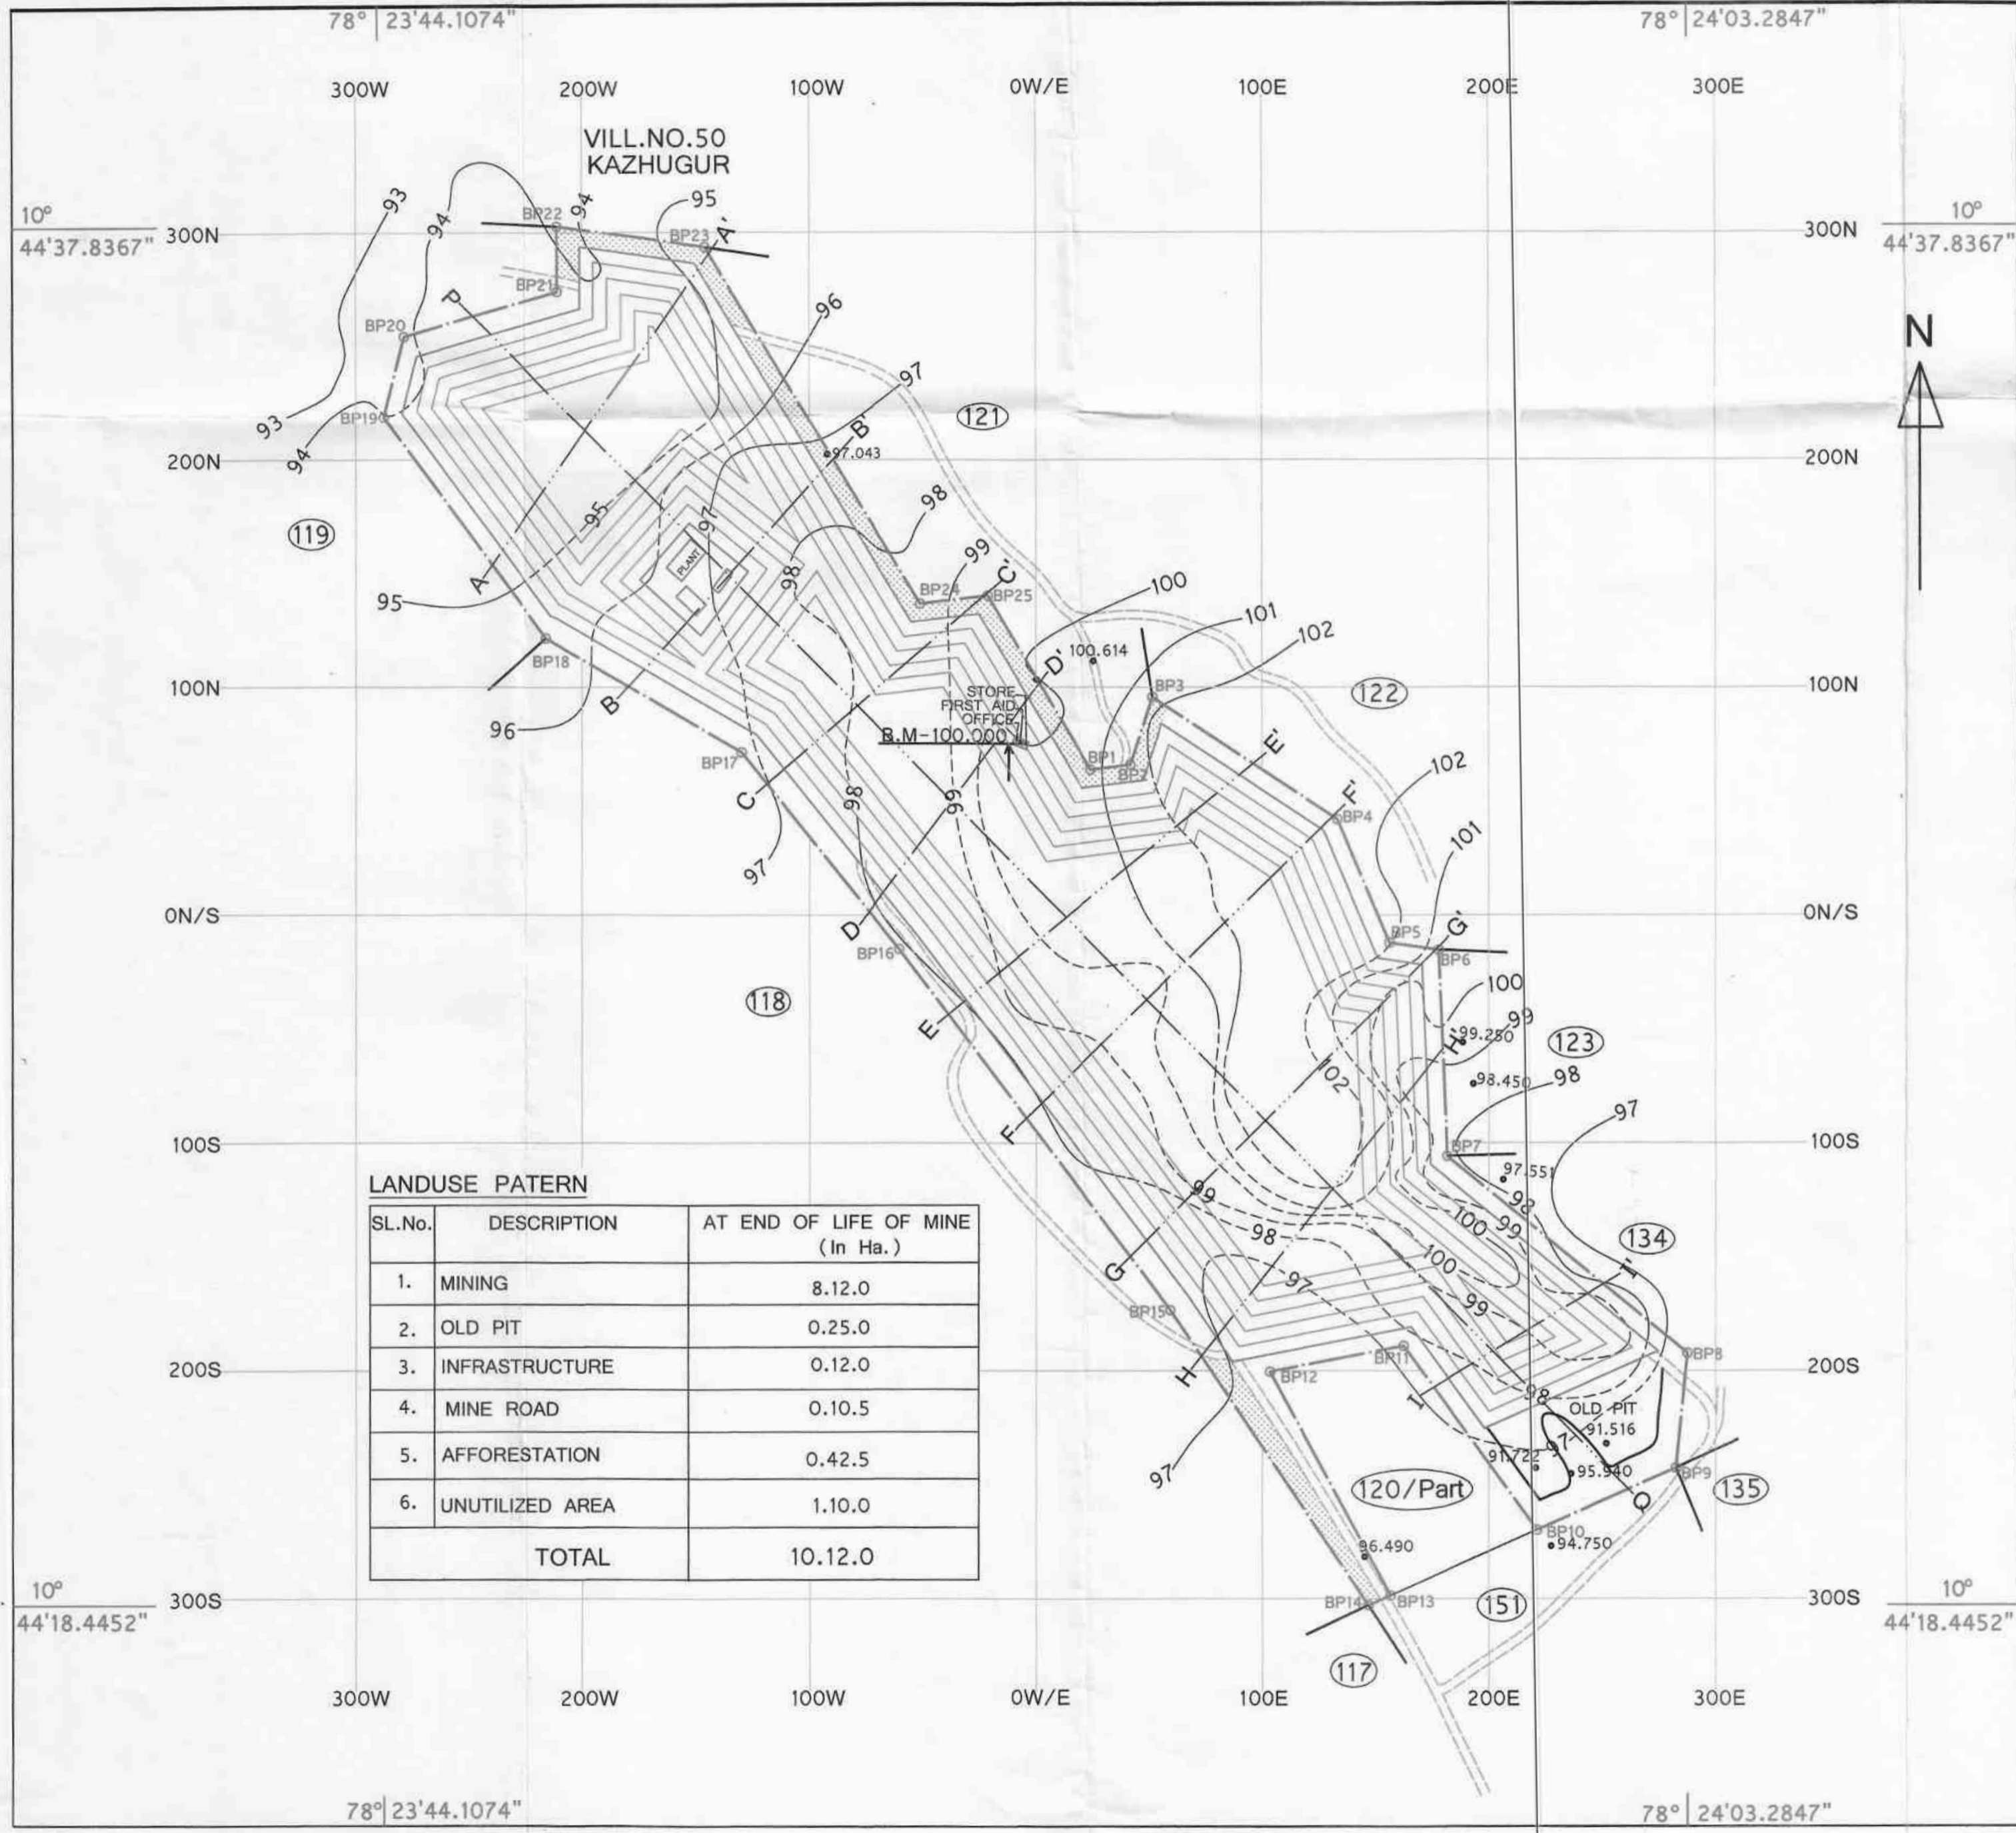 78° 23'44.1074"
78° 24'03.2847"
300W 200W 100W 0W/E 100E 200E 300E
VILL.NO.50
KAZHUGUR
10°
44'37.8367"
10°
44'37.8367"
300N
300N
93
94
94
95
BP22
BP23
A'
BP21
P
BP20
96
97
BP19
93
94
121
B'
97.043
200N
200N
98
95
97
119
99
PLANT
98
A
95
BP24
C'
BP25
100
101
102
BP18
100.614
D'
B
100N
STORE
FIRST AID
OFFICE
B.M-100.000
BP3
122
100N
96
BP17
C
98
99
BP1
BP2
E'
102
F'
BP4
101
97
0N/S
D
BP16
BP5
G'
BP6
0N/S
118
E
100
99
99.250
H'
123
98.450
98
102
97
F
100S
BP7
100S
97.551
98
LANDUSE PATERN
SL.No. DESCRIPTION AT END OF LIFE OF MINE
(In Ha.)
1. MINING 8.12.0
2. OLD PIT 0.25.0
3. INFRASTRUCTURE 0.12.0
4. MINE ROAD 0.10.5
5. AFFORESTATION 0.42.5
6. UNUTILIZED AREA 1.10.0
TOTAL 10.12.0
99
98
100
99
100
134
I'
G
97
99
BP15
200S
H
BP12
BP11
BP8
200S
I
98
OLD PIT
91.516
97
91.722
95.940
BP9
97
120/Part
Q
135
BP10
94.750
96.490
10°
44'18.4452"
300S
BP14
BP13
151
300S
10°
44'18.4452"
117
300W 200W 100W 0W/E 100E 200E 300E
78° 23'44.1074"
78° 24'03.2847"
N